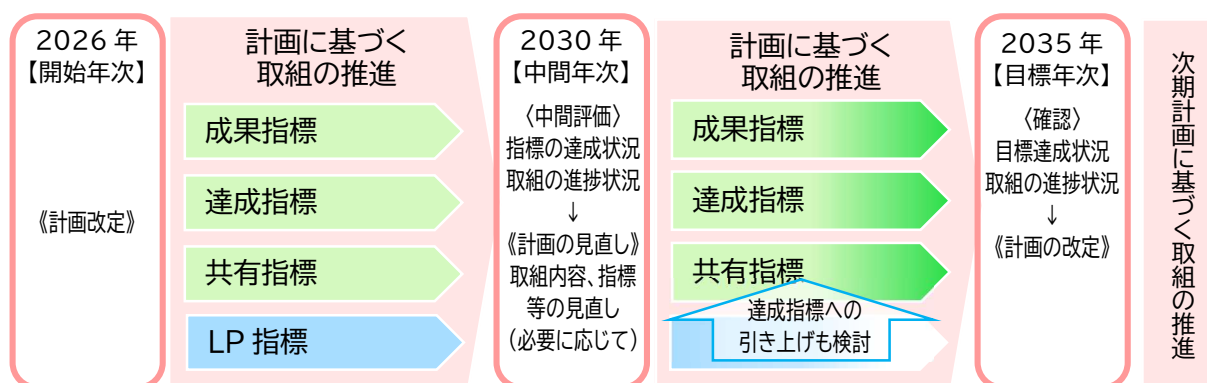 2026 年
【開始年次】
《計画改定》
計画に基づく
取組の推進
成果指標
達成指標
共有指標
LP 指標
2030 年
【中間年次】
〈中間評価〉
指標の達成状況
取組の進捗状況
↓
《計画の見直し》
取組内容、指標
等の見直し
(必要に応じて)
計画に基づく
取組の推進
成果指標
達成指標
共有指標
達成指標への
引き上げも検討
2035 年
【目標年次】
〈確認〉
目標達成状況
取組の進捗状況
↓
《計画の改定》
次期計画に基づく取組の推進